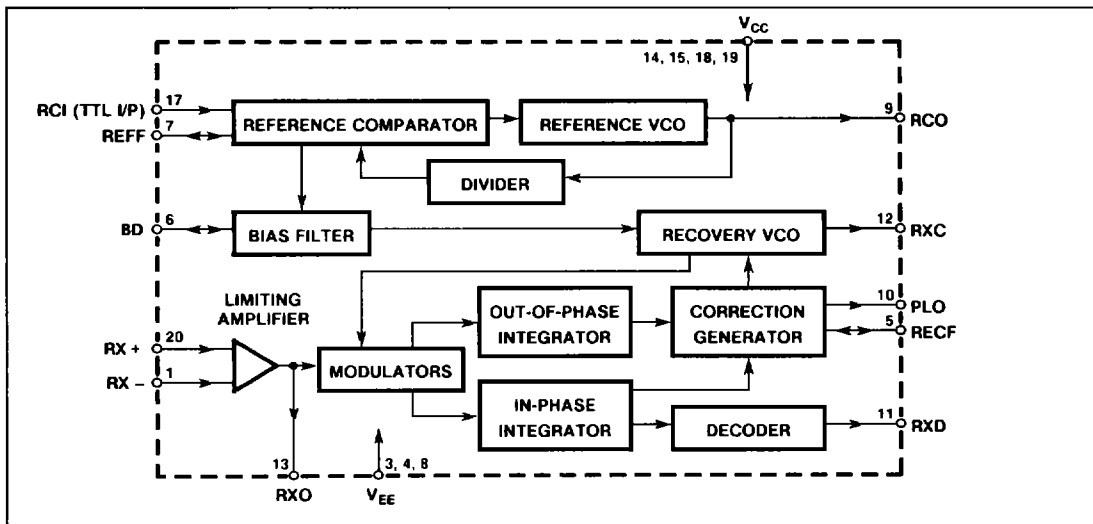 V_CC
14, 15, 18, 19
RCI (TTL I/P)
17
REFF
7
REFERENCE COMPARATOR
REFERENCE VCO
9
RCO
DIVIDER
BD
6
BIAS FILTER
RECOVERY VCO
12
RXC
LIMITING
AMPLIFIER
OUT-OF-PHASE
INTEGRATOR
CORRECTION
GENERATOR
10
PLO
5
RECF
RX +
20
RX –
1
MODULATORS
IN-PHASE
INTEGRATOR
DECODER
11
RXD
13
RXO
3, 4, 8
V_EE